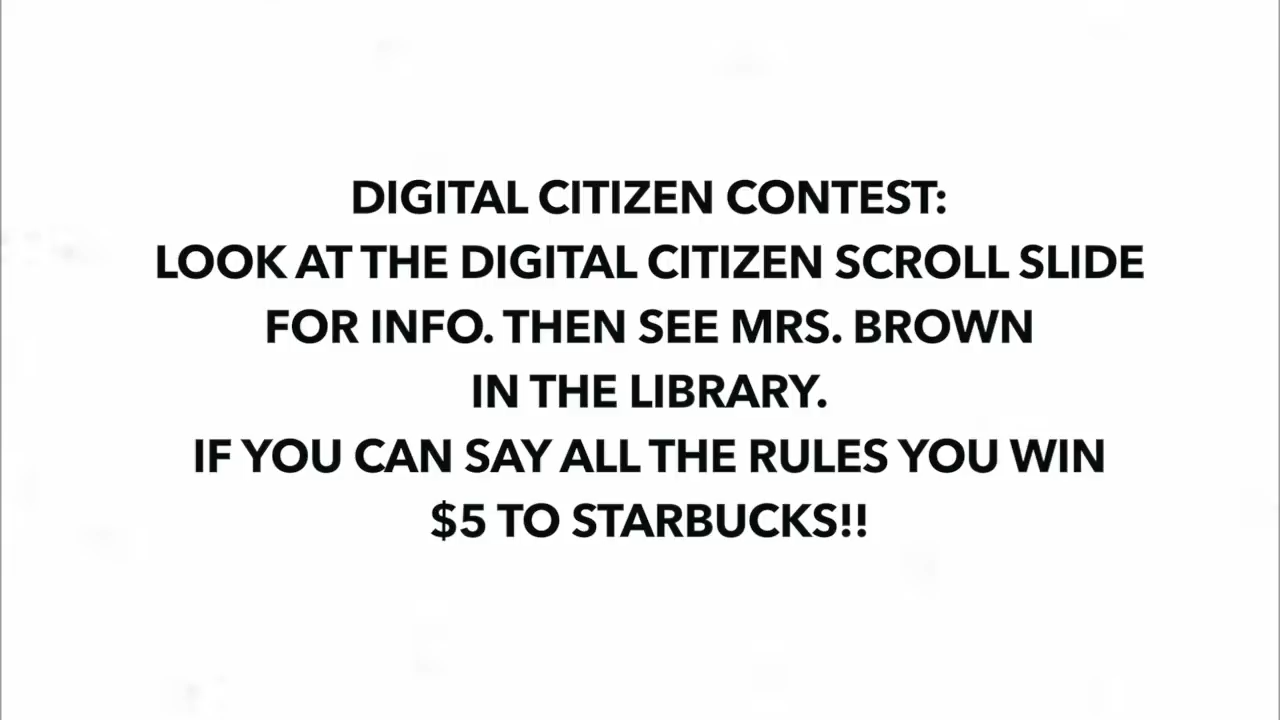 DIGITAL CITIZEN CONTEST:
LOOK AT THE DIGITAL CITIZEN SCROLL SLIDE
FOR INFO. THEN SEE MRS. BROWN
IN THE LIBRARY.
IF YOU CAN SAY ALL THE RULES YOU WIN
$5 TO STARBUCKS!!